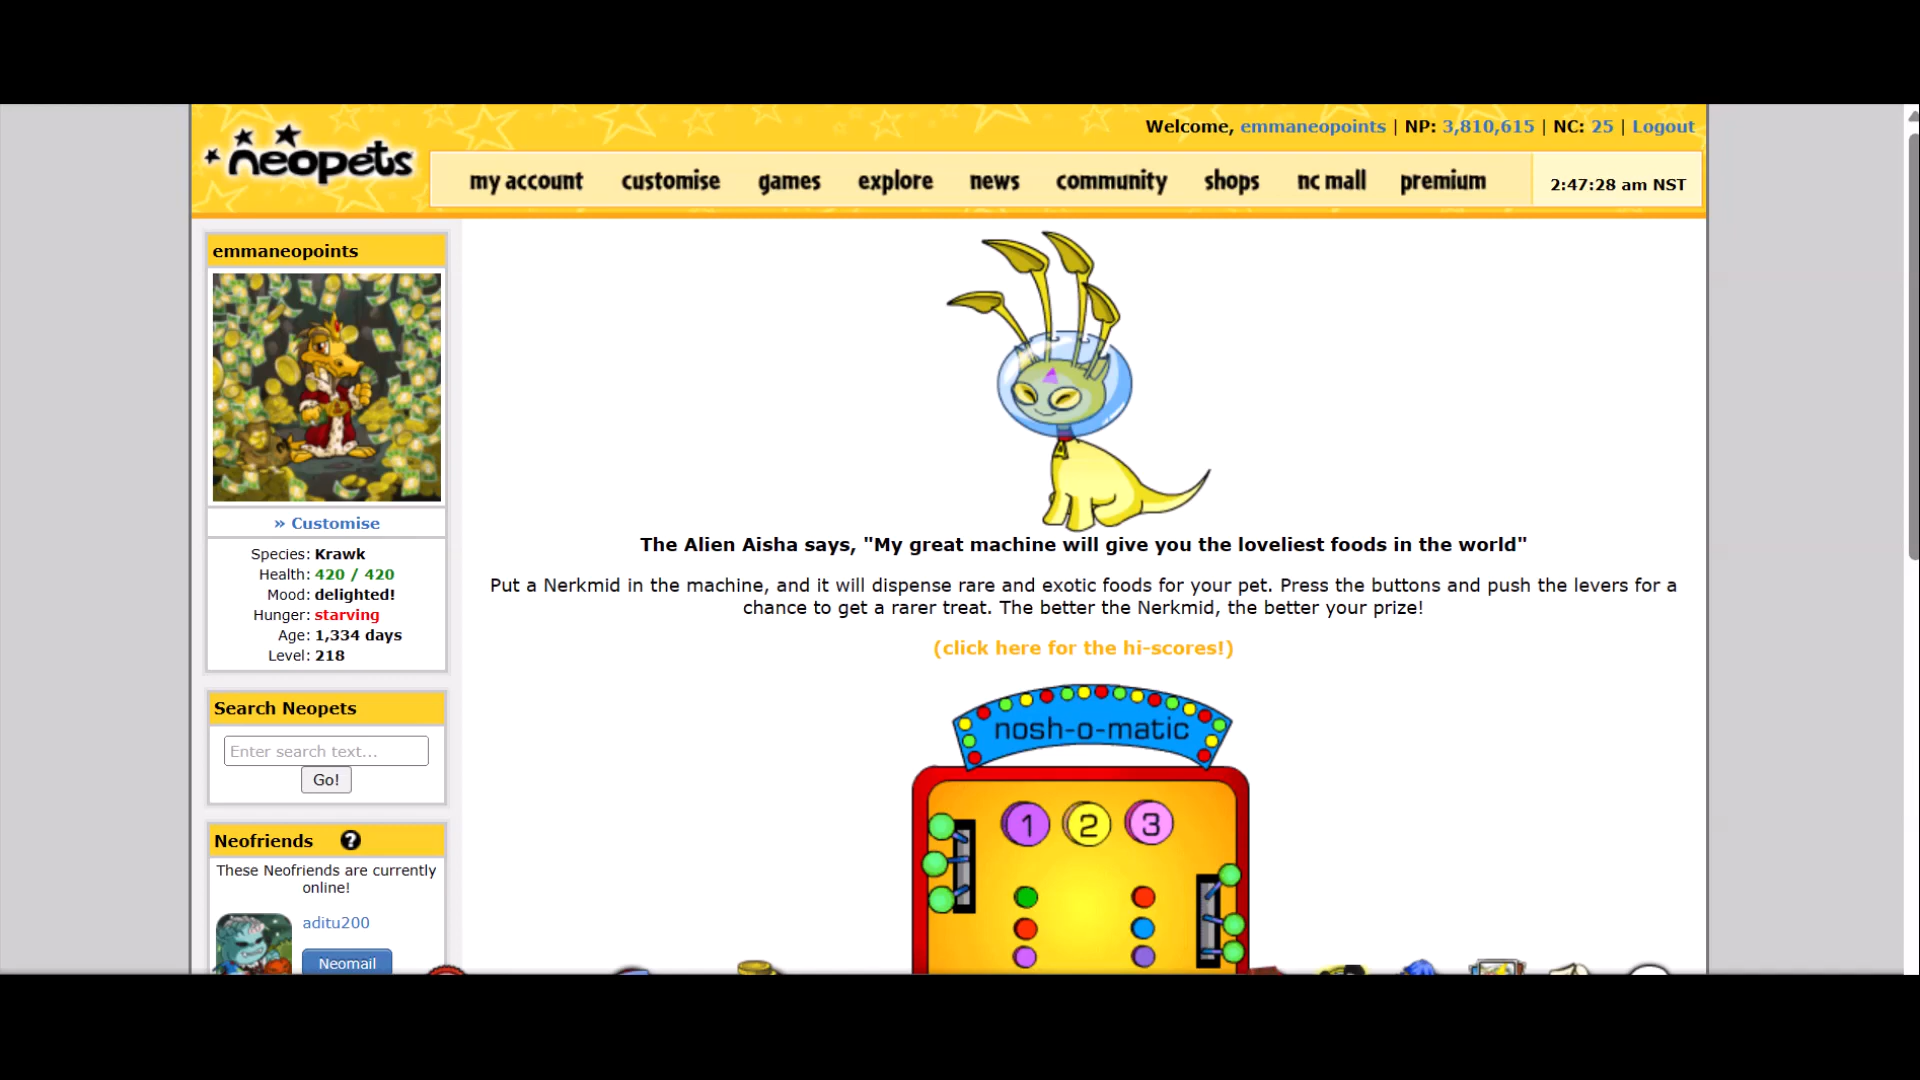 neopets
Welcome, emmaneopoints | NP: 3,810,615 | NC: 25 | Logout
my account customise games explore news community shops nc mall premium 2:47:28 am NST
emmaneopoints
» Customise
Species: Krawk
Health: 420 / 420
Mood: delighted!
Hunger: starving
Age: 1,334 days
Level: 218
Search Neopets
Enter search text...
Go!
Neofriends ?
These Neofriends are currently
online!
aditu200
Neomail
The Alien Aisha says, "My great machine will give you the loveliest foods in the world"
Put a Nerkmid in the machine, and it will dispense rare and exotic foods for your pet. Press the buttons and push the levers for a
chance to get a rarer treat. The better the Nerkmid, the better your prize!
(click here for the hi-scores!)
nosh-o-matic
1 2 3